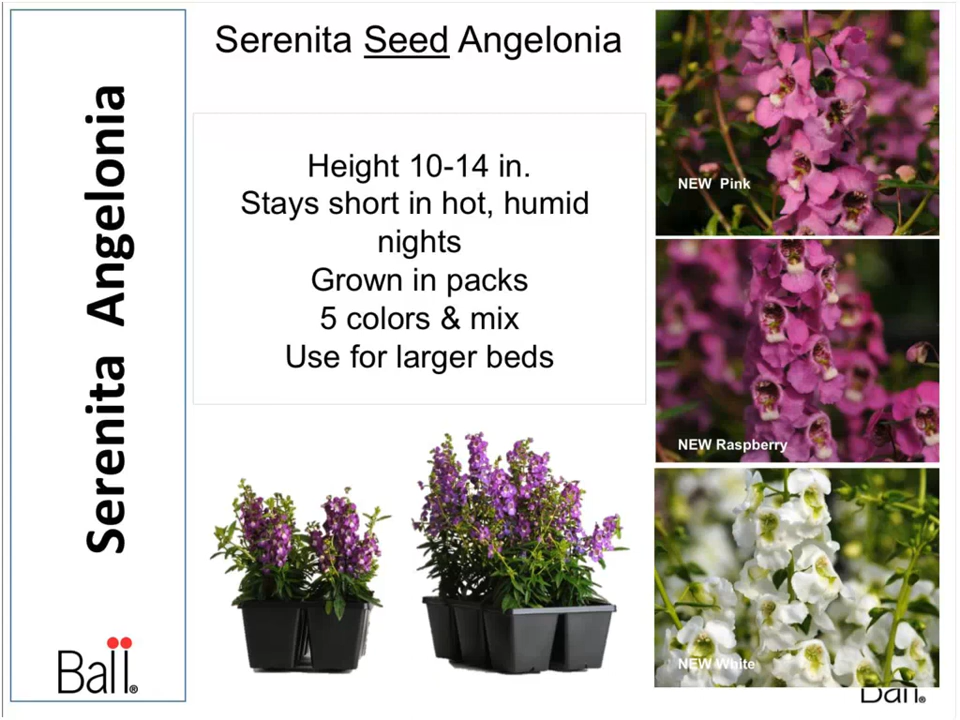 Serenita Angelonia
Ball®
Serenita Seed Angelonia
Height 10-14 in.
Stays short in hot, humid
nights
Grown in packs
5 colors & mix
Use for larger beds
NEW Pink
NEW Raspberry
NEW White
Ball®